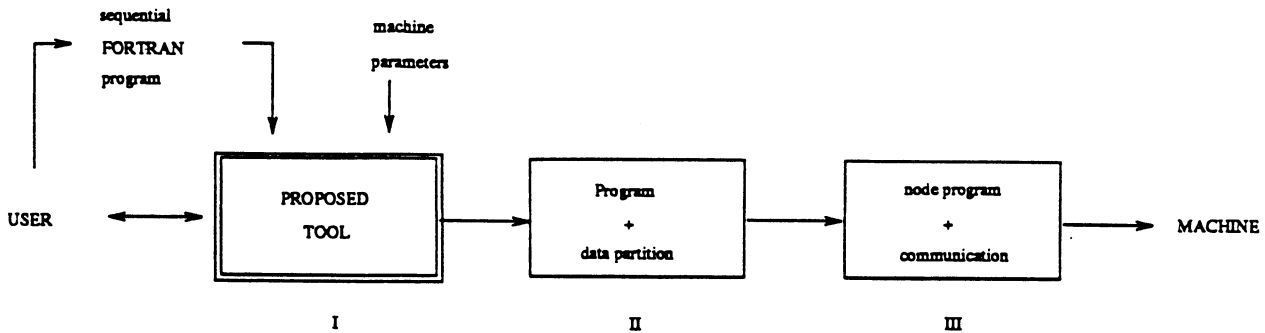 sequential
FORTRAN
program
machine
parameters
USER
PROPOSED
TOOL
Program
+
data partition
node program
+
communication
MACHINE
I
II
III